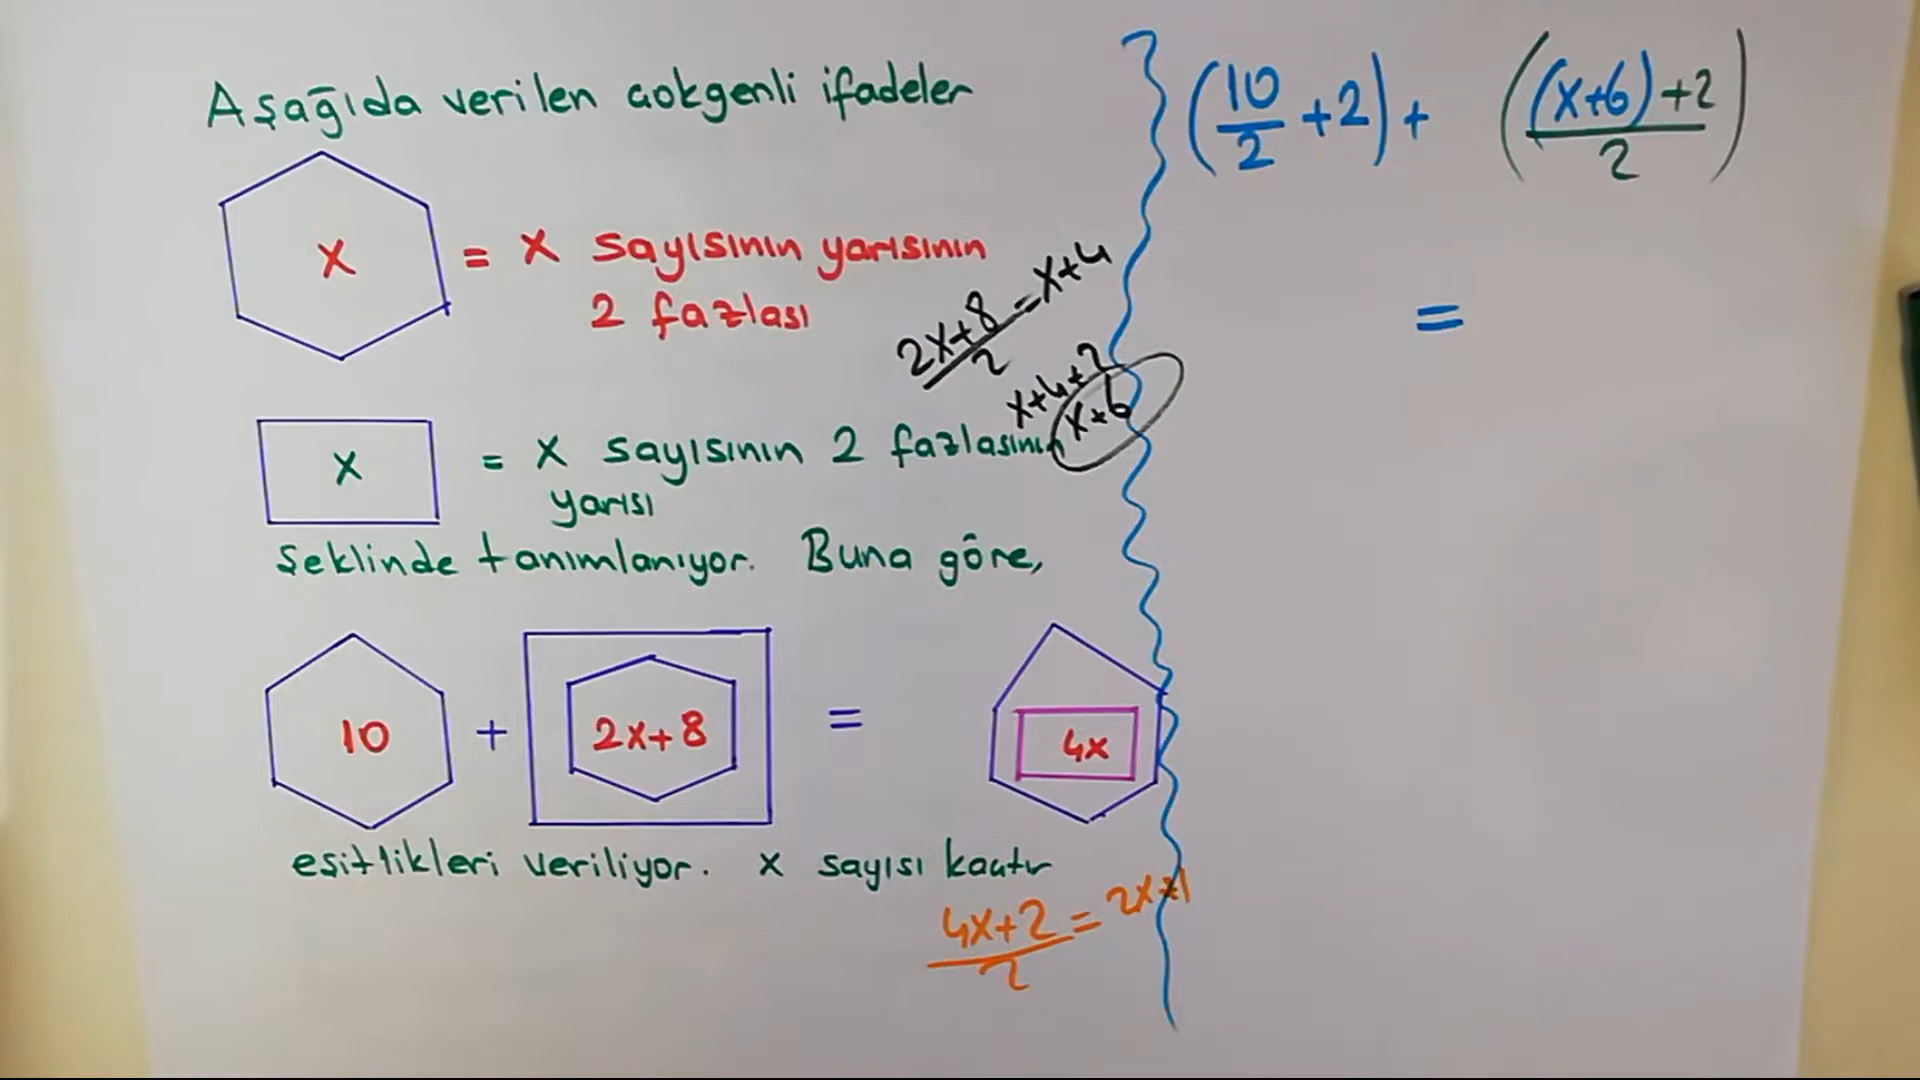 Aşağıda verilen çokgenli ifadeler
x = x sayısının yarısının
2 fazlası
x = x sayısının 2 fazlasının
yarısı
şeklinde tanımlanıyor. Buna göre,
10 + 2x+8 = 4x
eşitlikleri veriliyor. x sayısı kaçtır
2x+8/2 = x+4
x+4+2
x+6
4x+2/2 = 2x+1
(10/2 +2) + ((x+6)+2/2)
=